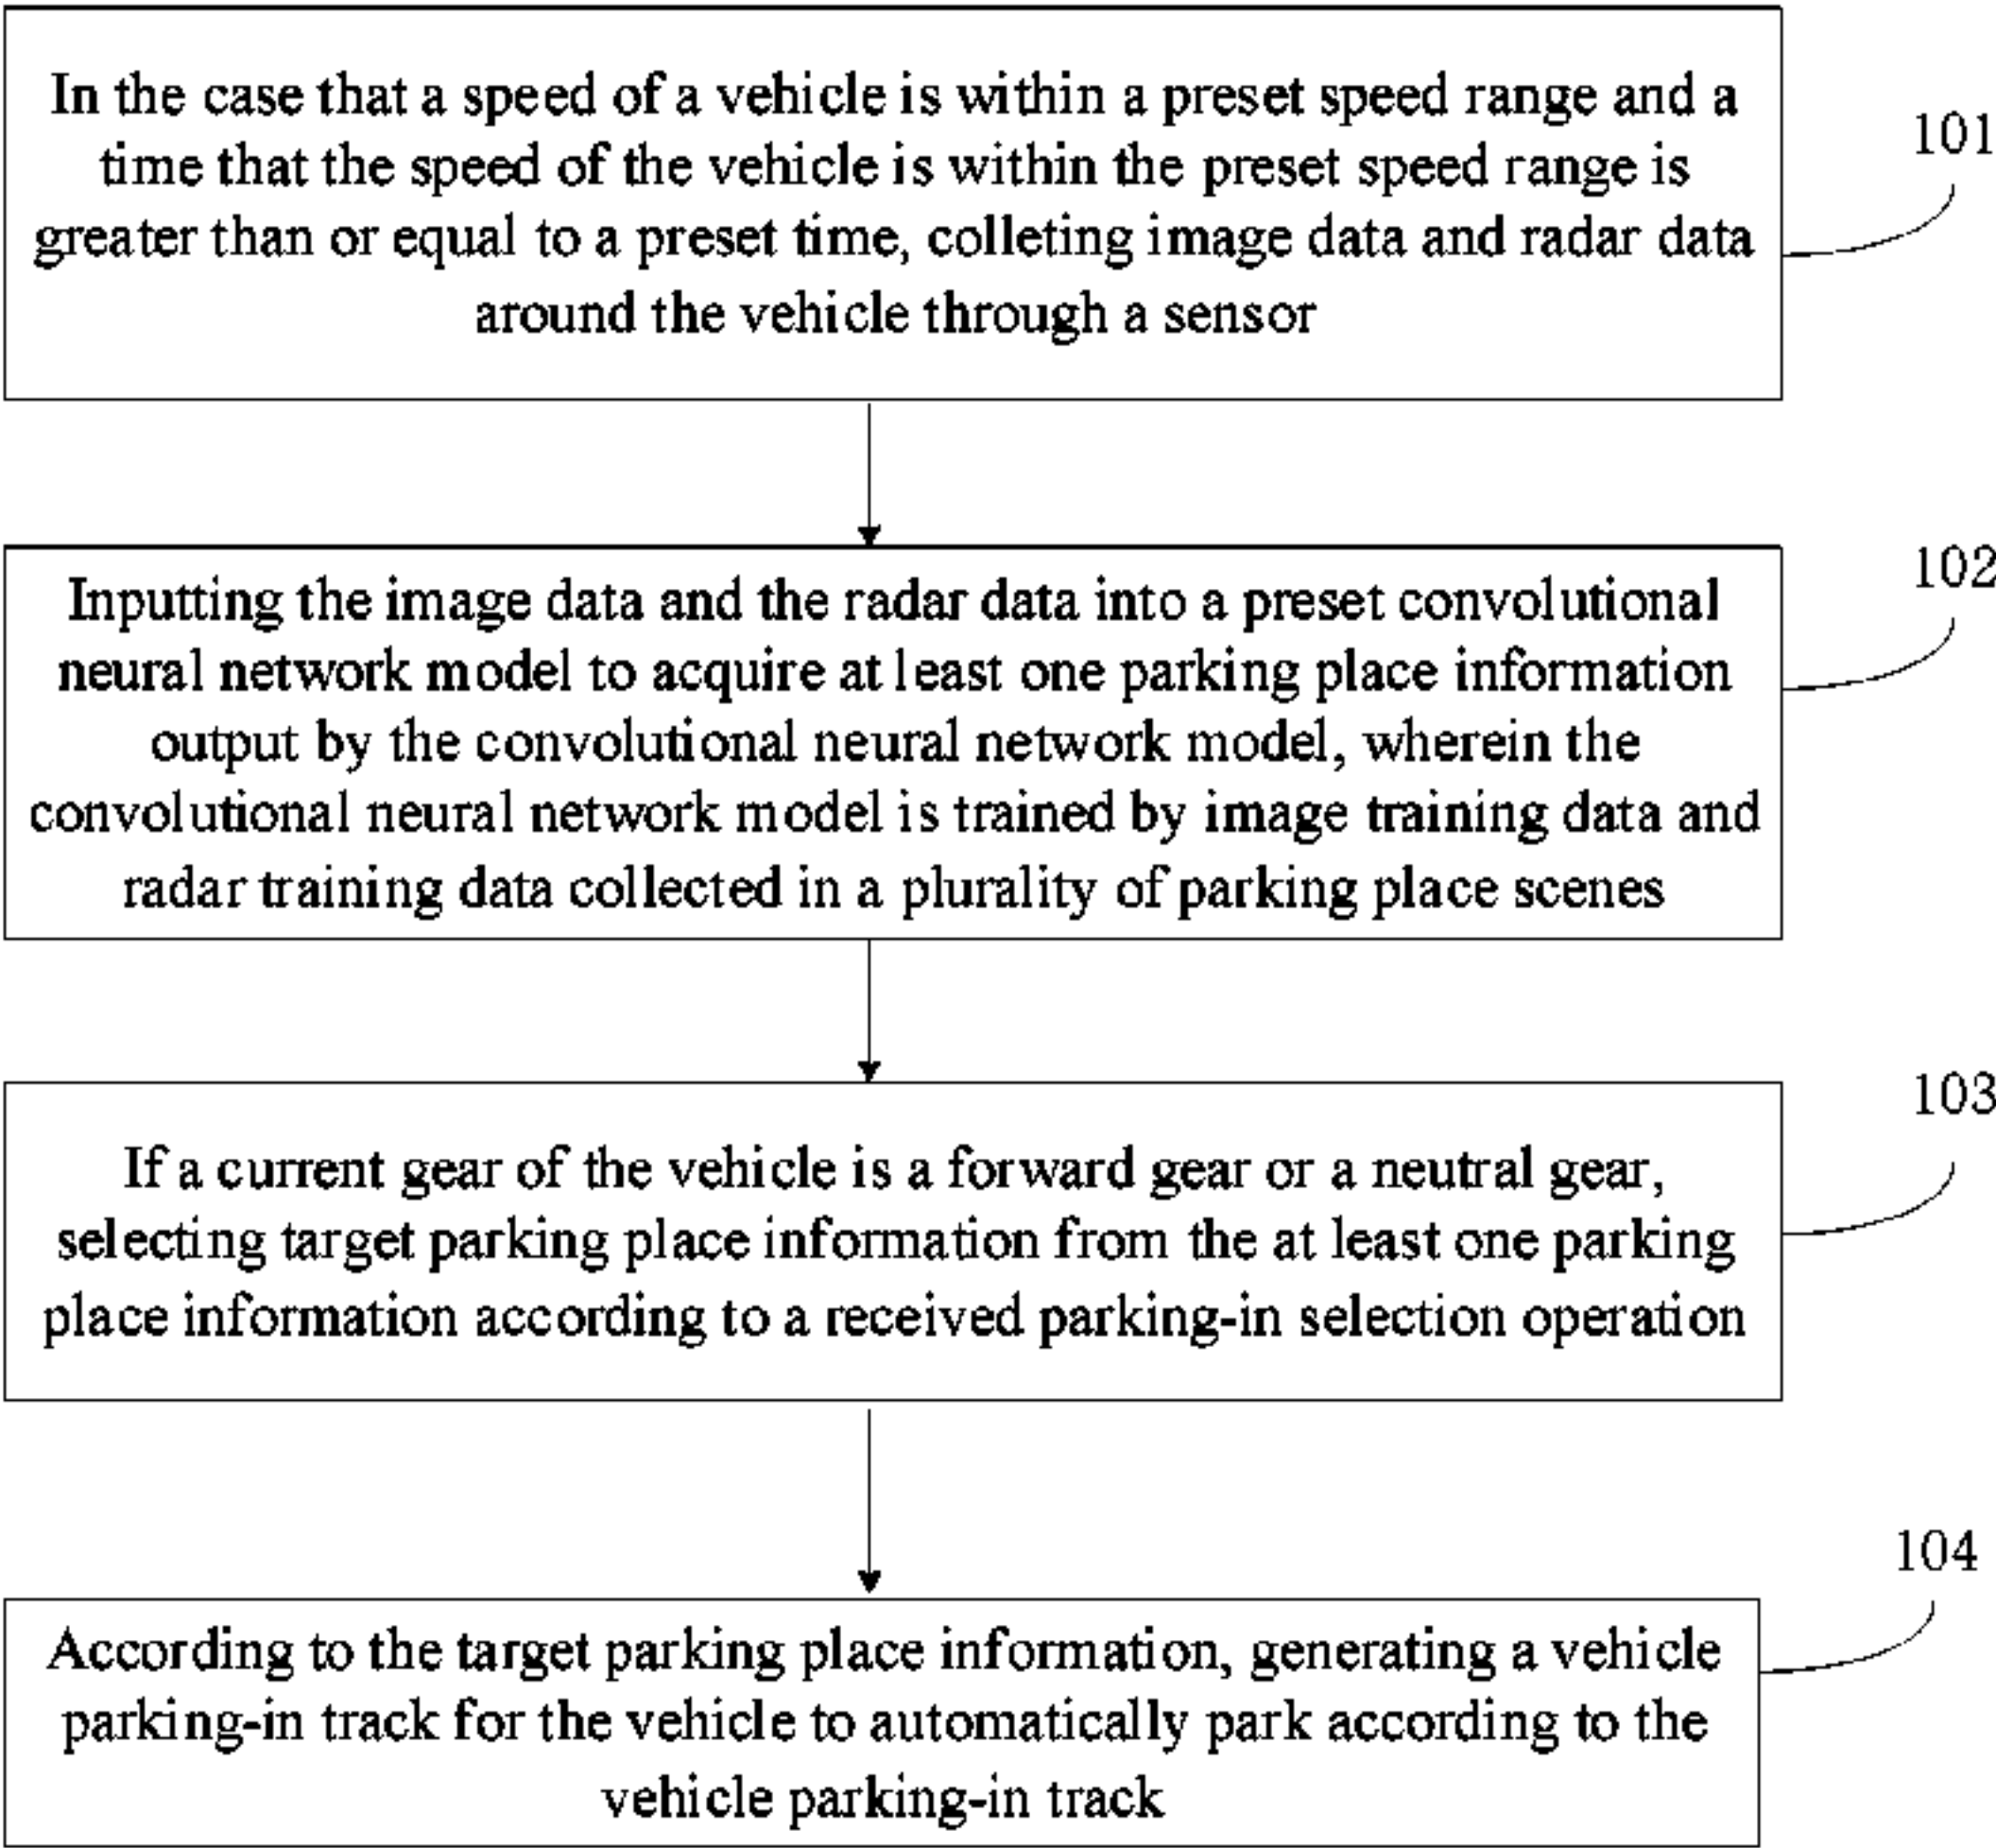 In the case that a speed of a vehicle is within a preset speed range and a
time that the speed of the vehicle is within the preset speed range is
greater than or equal to a preset time, colleting image data and radar data
around the vehicle through a sensor
101
Inputting the image data and the radar data into a preset convolutional
neural network model to acquire at least one parking place information
output by the convolutional neural network model, wherein the
convolutional neural network model is trained by image training data and
radar training data collected in a plurality of parking place scenes
102
If a current gear of the vehicle is a forward gear or a neutral gear,
selecting target parking place information from the at least one parking
place information according to a received parking-in selection operation
103
According to the target parking place information, generating a vehicle
parking-in track for the vehicle to automatically park according to the
vehicle parking-in track
104